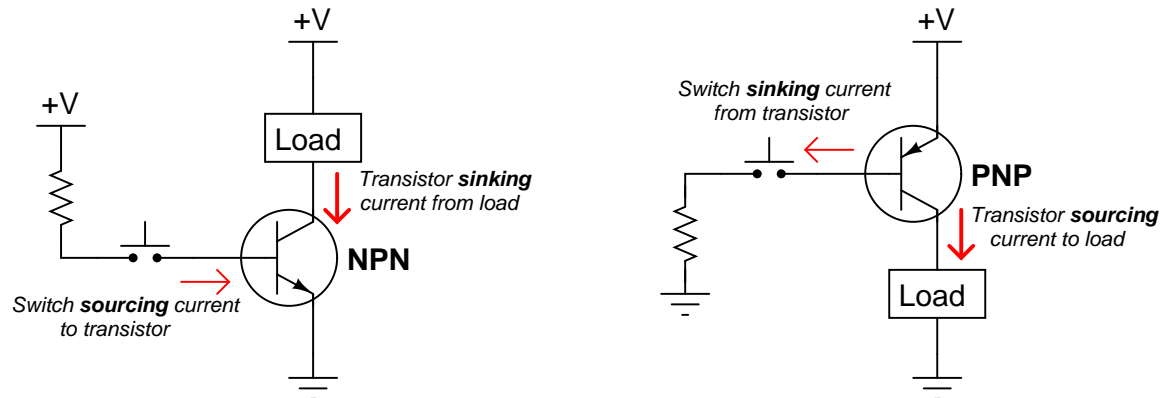 +V
+V
Load
Transistor sinking
current from load
NPN
Switch sourcing current
to transistor
+V
Switch sinking current
from transistor
PNP
Transistor sourcing
current to load
Load